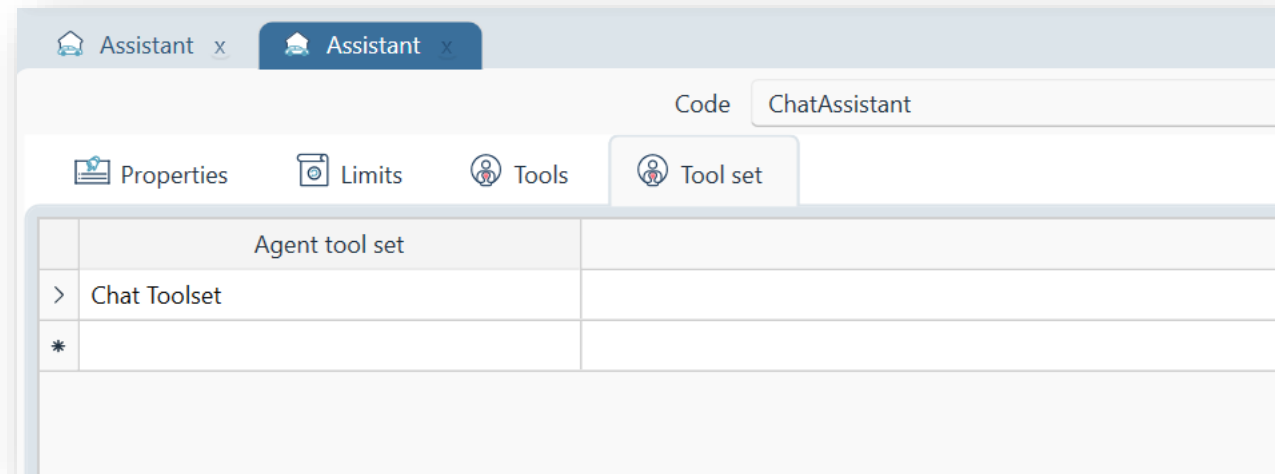 Assistant x Assistant x
Code ChatAssistant
Properties Limits Tools Tool set
Agent tool set
> Chat Toolset
*